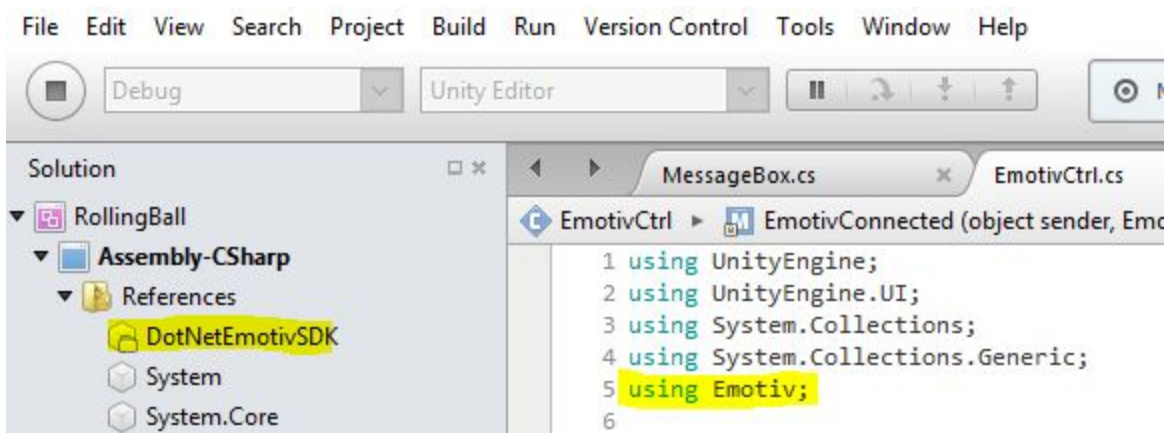 File Edit View Search Project Build Run Version Control Tools Window Help
Debug Unity Editor
Solution
RollingBall
Assembly-CSharp
References
DotNetEmotivSDK
System
System.Core
MessageBox.cs EmotivCtrl.cs
EmotivCtrl EmotivConnected (object sender, Emo
1 using UnityEngine;
2 using UnityEngine.UI;
3 using System.Collections;
4 using System.Collections.Generic;
5 using Emotiv;
6